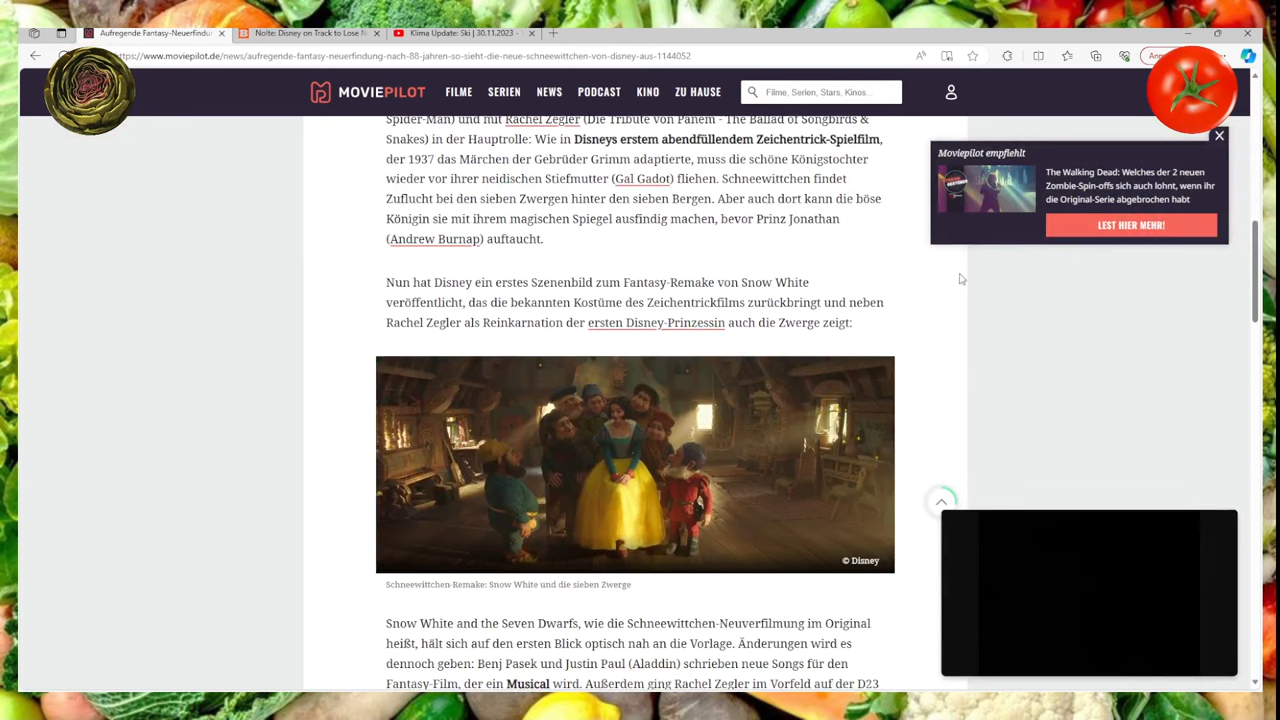 Aufregende Fantasy-Neuerfindu
Nolte: Disney on Track to Lose
Klima Update: Ski | 30.11.2023 -
https://www.moviepilot.de/news/aufregende-fantasy-neuerfindung-nach-88-jahren-so-sieht-die-neue-schneewittchen-von-disney-aus-1144052
MOVIEPILOT FILME SERIEN NEWS PODCAST KINO ZU HAUSE Filme, Serien, Stars, Kinos...
Spider-Man) und mit Rachel Zegler (Die Tribute von Panem - The Ballad of Songbirds &
Snakes) in der Hauptrolle: Wie in Disneys erstem abendfüllendem Zeichentrick-Spielfilm,
der 1937 das Märchen der Gebrüder Grimm adaptierte, muss die schöne Königstochter
wieder vor ihrer neidischen Stiefmutter (Gal Gadot) fliehen. Schneewittchen findet
Zuflucht bei den sieben Zwergen hinter den sieben Bergen. Aber auch dort kann die böse
Königin sie mit ihrem magischen Spiegel ausfindig machen, bevor Prinz Jonathan
(Andrew Burnap) auftaucht.
Moviepilot empfiehlt
The Walking Dead: Welches der 2 neuen
Zombie-Spin-offs sich auch lohnt, wenn ihr
die Original-Serie abgebrochen habt
LEST HIER MEHR!
Nun hat Disney ein erstes Szenenbild zum Fantasy-Remake von Snow White
veröffentlicht, das die bekannten Kostüme des Zeichentrickfilms zurückbringt und neben
Rachel Zegler als Reinkarnation der ersten Disney-Prinzessin auch die Zwerge zeigt:
© Disney
Schneewittchen-Remake: Snow White und die sieben Zwerge
Snow White and the Seven Dwarfs, wie die Schneewittchen-Neuverfilmung im Original
heißt, hält sich auf den ersten Blick optisch nah an die Vorlage. Änderungen wird es
dennoch geben: Benj Pasek und Justin Paul (Aladdin) schrieben neue Songs für den
Fantasy-Film, der ein Musical wird. Außerdem ging Rachel Zegler im Vorfeld auf der D23